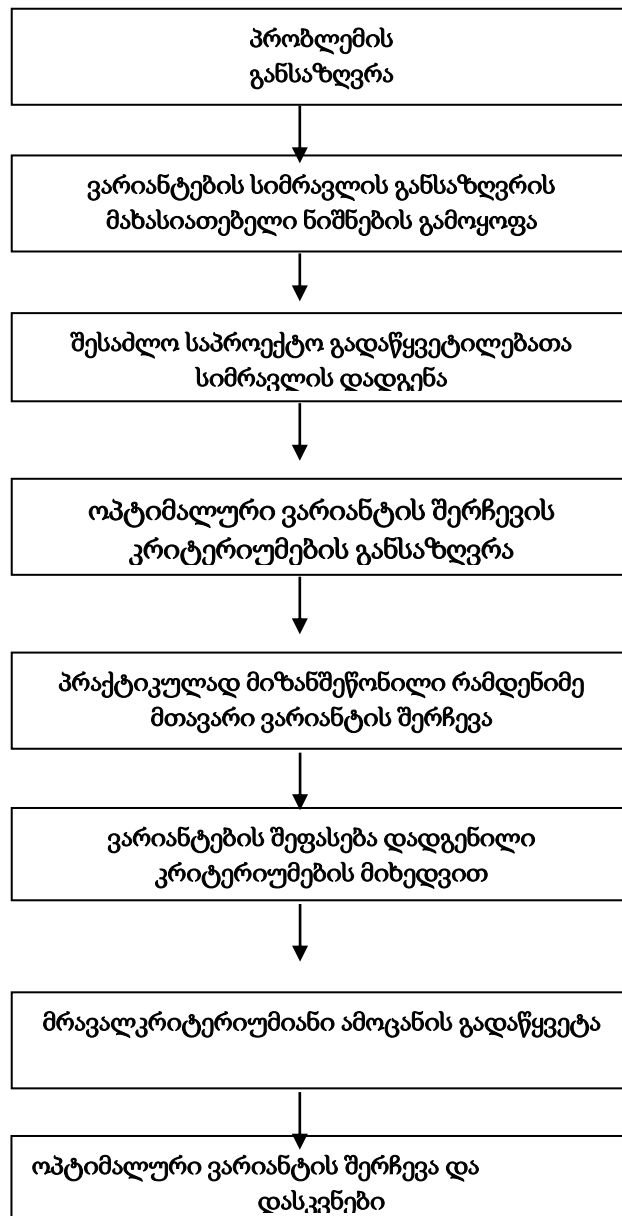 პრობლემის
განსაზღვრა
ვარიანტების სიმრავლის განსაზღვრის
მახასიათებელი ნიშნების გამოყოფა
შესაძლო საპროექტო გადაწყვეტილებათა
სიმრავლის დადგენა
ოპტიმალური ვარიანტის შერჩევის
კრიტერიუმების განსაზღვრა
პრაქტიკულად მიზანშეწონილი რამდენიმე
მთავარი ვარიანტის შერჩევა
ვარიანტების შეფასება დადგენილი
კრიტერიუმების მიხედვით
მრავალკრიტერიუმიანი ამოცანის გადაწყვეტა
ოპტიმალური ვარიანტის შერჩევა და
დასკვნები